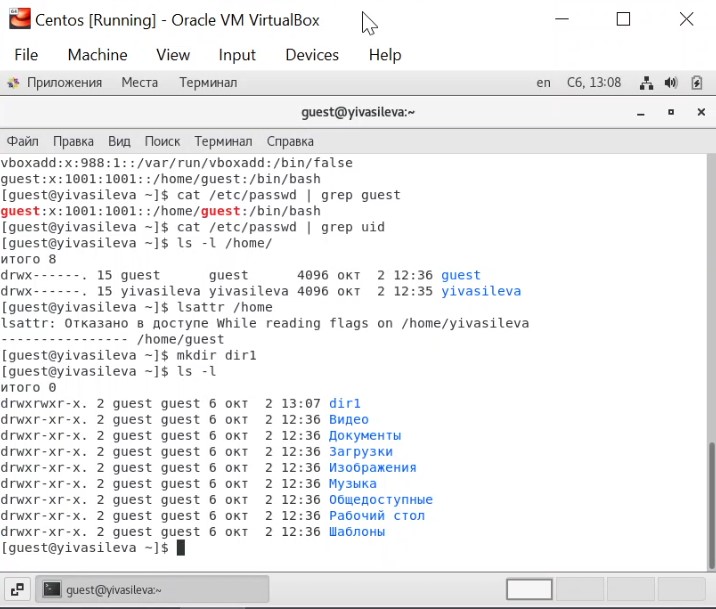 Centos [Running] - Oracle VM VirtualBox
File Machine View Input Devices Help
Приложения Места Терминал en Сб, 13:08
guest@yivasileva:~
Файл Правка Вид Поиск Терминал Справка
vboxadd:x:988:1::/var/run/vboxadd:/bin/false
guest:x:1001:1001::/home/guest:/bin/bash
[guest@yivasileva ~]$ cat /etc/passwd | grep guest
guest:x:1001:1001::/home/guest:/bin/bash
[guest@yivasileva ~]$ cat /etc/passwd | grep uid
[guest@yivasileva ~]$ ls -l /home/
итого 8
drwx------. 15 guest      guest      4096 окт  2 12:36 guest
drwx------. 15 yivasileva yivasileva 4096 окт  2 12:35 yivasileva
[guest@yivasileva ~]$ lsattr /home
lsattr: Отказано в доступе While reading flags on /home/yivasileva
---------------- /home/guest
[guest@yivasileva ~]$ mkdir dir1
[guest@yivasileva ~]$ ls -l
итого 0
drwxrwxr-x. 2 guest guest 6 окт  2 13:07 dir1
drwxr-xr-x. 2 guest guest 6 окт  2 12:36 Видео
drwxr-xr-x. 2 guest guest 6 окт  2 12:36 Документы
drwxr-xr-x. 2 guest guest 6 окт  2 12:36 Загрузки
drwxr-xr-x. 2 guest guest 6 окт  2 12:36 Изображения
drwxr-xr-x. 2 guest guest 6 окт  2 12:36 Музыка
drwxr-xr-x. 2 guest guest 6 окт  2 12:36 Общедоступные
drwxr-xr-x. 2 guest guest 6 окт  2 12:36 Рабочий стол
drwxr-xr-x. 2 guest guest 6 окт  2 12:36 Шаблоны
[guest@yivasileva ~]$
guest@yivasileva:~